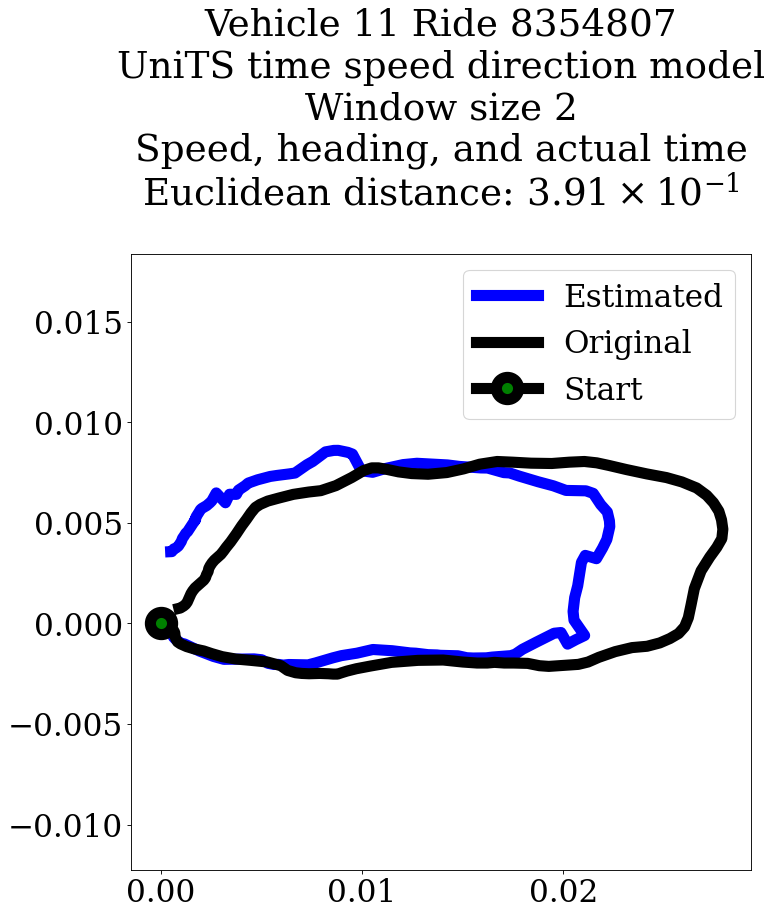 Vehicle 11 Ride 8354807
UniTS time speed direction model
Window size 2
Speed, heading, and actual time
Euclidean distance: 3.91 × 10⁻¹
Estimated
Original
Start
0.015
0.010
0.005
0.000
−0.005
−0.010
0.00 0.01 0.02